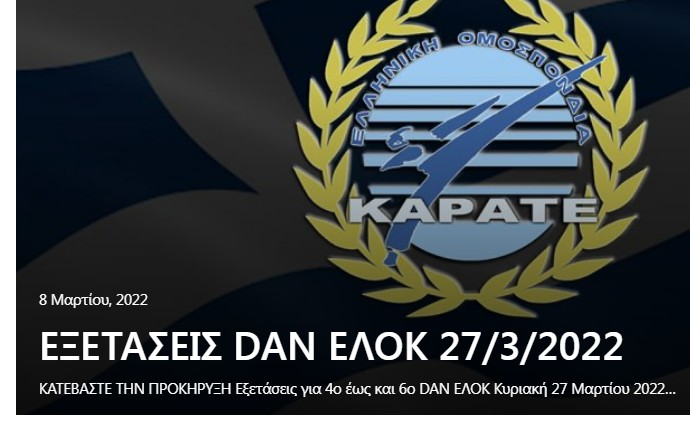 ΕΛΛΗΝΙΚΗ ΟΜΟΣΠΟΝΔΙΑ
ΚΑΡΑΤΕ
8 Μαρτίου, 2022
ΕΞΕΤΑΣΕΙΣ DAN ΕΛΟΚ 27/3/2022
ΚΑΤΕΒΑΣΤΕ ΤΗΝ ΠΡΟΚΗΡΥΞΗ Εξετάσεις για 4ο έως και 6ο DAN ΕΛΟΚ Κυριακή 27 Μαρτίου 2022...